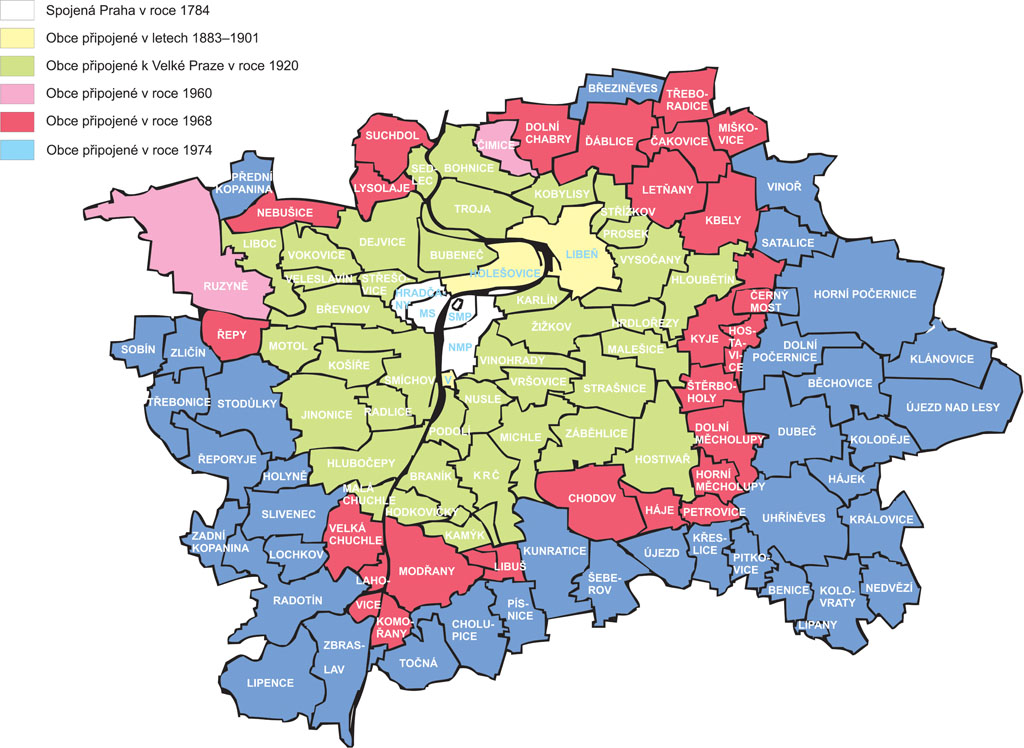 Spojená Praha v roce 1784
Obce připojené v letech 1883–1901
Obce připojené k Velké Praze v roce 1920
Obce připojené v roce 1960
Obce připojené v roce 1968
Obce připojené v roce 1974
BŘEZINĚVES
TŘEBO-
RADICE
SUCHDOL
ČIMICE
DOLNÍ
CHABRY
ĎÁBLICE
ČAKOVICE
MIŠKO-
VICE
PŘEDNÍ
KOPANINA
SED-
LEC
BOHNICE
LYSOLAJE
KOBYLISY
LETŇANY
VINOŘ
NEBUŠICE
TROJA
STŘÍŽKOV
KBELY
LIBOC
VOKOVICE
DEJVICE
BUBENEČ
LIBEŇ
PROSEK
VYSOČANY
SATALICE
RUZYNĚ
VELESLAVÍN
STŘEŠO-
VICE
HOLEŠOVICE
HLOUBĚTÍN
HRADČA-
NY
MS
SMP
KARLÍN
ČERNÝ
MOST
HORNÍ POČERNICE
BŘEVNOV
ŘEPY
MOTOL
NMP
ŽIŽKOV
HRDLOŘEZY
KYJE
HOS-
TA-
VI-
CE
DOLNÍ
POČERNICE
SOBÍN
ZLIČÍN
KOŠÍŘE
VINOHRADY
MALEŠICE
KLÁNOVICE
SMÍCHOV
V
VRŠOVICE
STRAŠNICE
ŠTĚRBO-
HOLY
BĚCHOVICE
TŘEBONICE
STODŮLKY
JINONICE
RADLICE
NUSLE
ÚJEZD NAD LESY
PODOLÍ
MICHLE
ZÁBĚHLICE
DOLNÍ
MĚCHOLUPY
DUBEČ
KOLODĚJE
ŘEPORYJE
HLUBOČEPY
BRANÍK
KRČ
HOSTIVAŘ
HOLYNĚ
MALÁ
CHUCHLE
HORNÍ
MĚCHOLUPY
HÁJEK
SLIVENEC
HODKOVIČKY
CHODOV
HÁJE
PETROVICE
UHŘÍNĚVES
KRÁLOVICE
ZADNÍ
KOPANINA
VELKÁ
CHUCHLE
KAMÝK
LOCHKOV
KUNRATICE
ÚJEZD
KŘES-
LICE
PITKO-
VICE
LAHO-
VICE
MODŘANY
LIBUŠ
ŠEBE-
ROV
BENICE
KOLO-
VRATY
NEDVĚZÍ
RADOTÍN
PÍS-
NICE
KOMO-
ŘANY
CHOLU-
PICE
LIPANY
ZBRAS-
LAV
TOČNÁ
LIPENCE